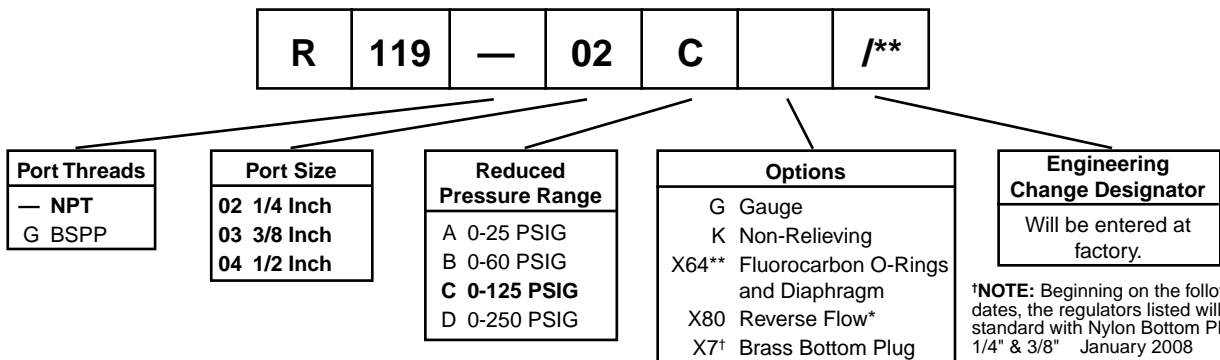 R 119 — 02 C /**
Port Threads
— NPT
G BSPP
Port Size
02 1/4 Inch
03 3/8 Inch
04 1/2 Inch
Reduced
Pressure Range
A 0-25 PSIG
B 0-60 PSIG
C 0-125 PSIG
D 0-250 PSIG
Options
G Gauge
K Non-Relieving
X64** Fluorocarbon O-Rings
and Diaphragm
X80 Reverse Flow*
X7† Brass Bottom Plug
Engineering
Change Designator
Will be entered at
factory.
†NOTE: Beginning on the
dates, the regulators listed will
standard with Nylon Bottom
1/4" & 3/8" January 2008